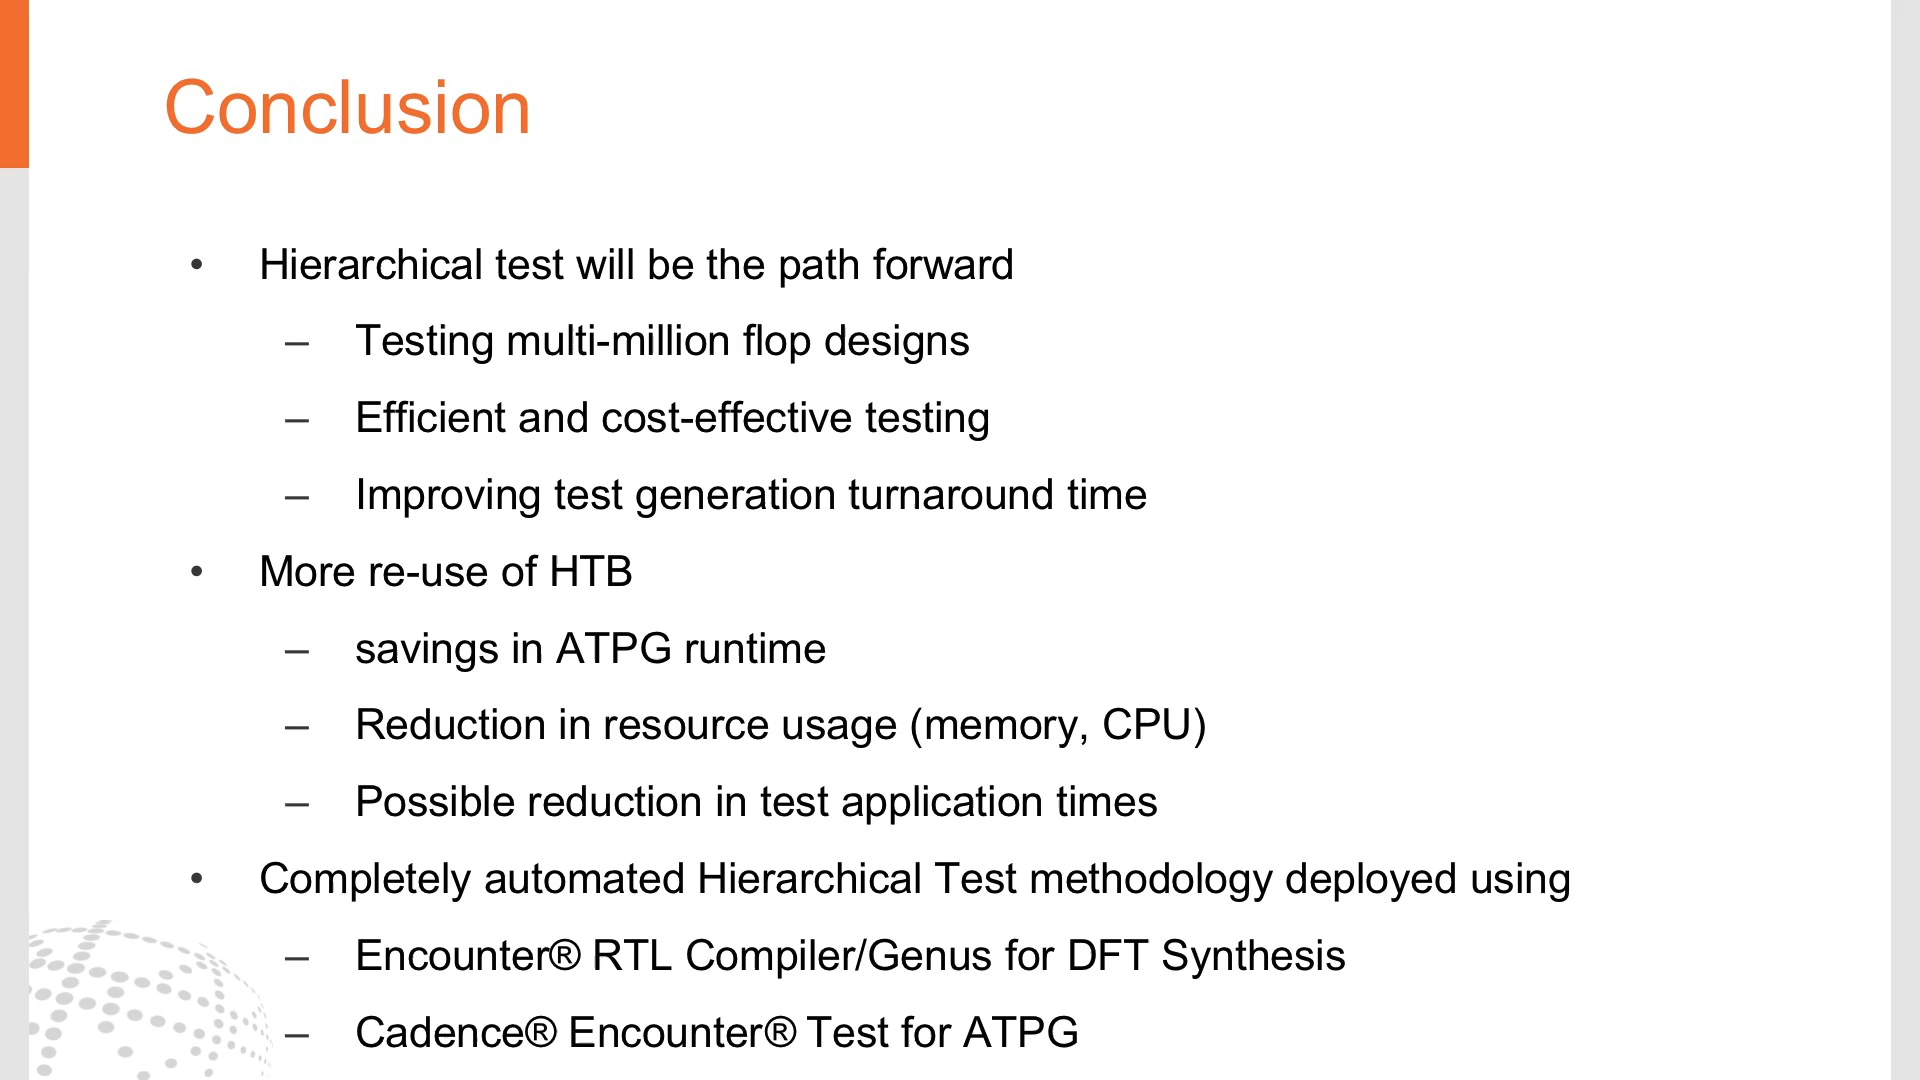 Conclusion
• Hierarchical test will be the path forward
– Testing multi-million flop designs
– Efficient and cost-effective testing
– Improving test generation turnaround time
• More re-use of HTB
– savings in ATPG runtime
– Reduction in resource usage (memory, CPU)
– Possible reduction in test application times
• Completely automated Hierarchical Test methodology deployed using
– Encounter® RTL Compiler/Genus for DFT Synthesis
– Cadence® Encounter® Test for ATPG